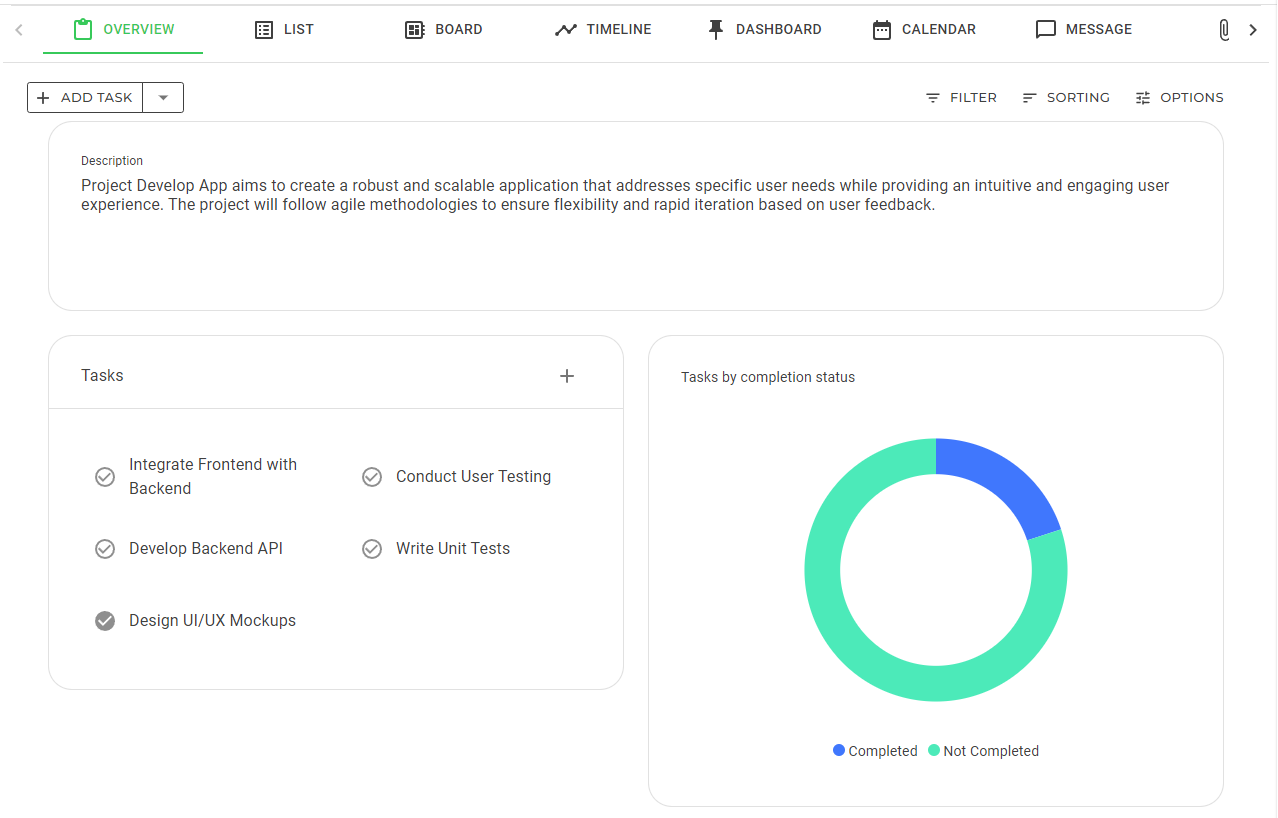 OVERVIEW
LIST
BOARD
TIMELINE
DASHBOARD
CALENDAR
MESSAGE
ADD TASK
FILTER
SORTING
OPTIONS
Description
Project Develop App aims to create a robust and scalable application that addresses specific user needs while providing an intuitive and engaging user
experience. The project will follow agile methodologies to ensure flexibility and rapid iteration based on user feedback.
Tasks
Integrate Frontend with
Backend
Conduct User Testing
Develop Backend API
Write Unit Tests
Design UI/UX Mockups
Tasks by completion status
Completed
Not Completed